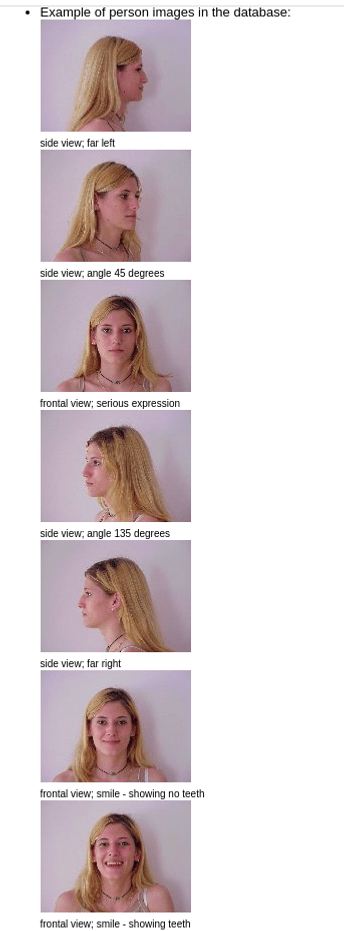 Example of person images in the database:
side view; far left
side view; angle 45 degrees
frontal view; serious expression
side view; angle 135 degrees
side view; far right
frontal view; smile - showing no teeth
frontal view; smile - showing teeth